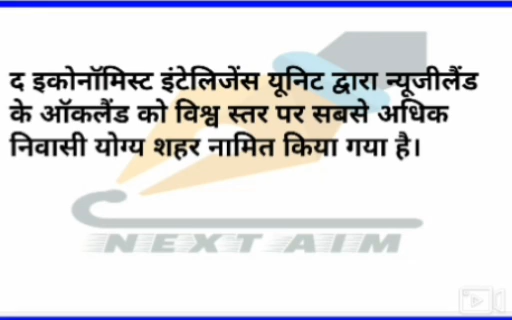 द इकोनॉमिस्ट इंटेलिजेंस यूनिट द्वारा न्यूजीलैंड
के ऑकलैंड को विश्व स्तर पर सबसे अधिक
निवासी योग्य शहर नामित किया गया है।
NEXT AIM